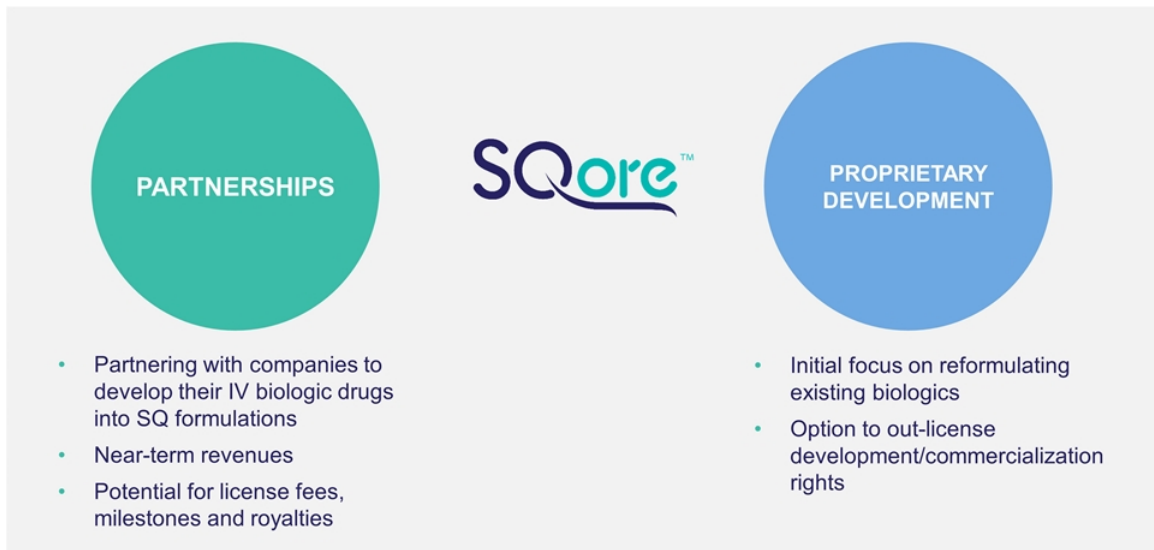 PARTNERSHIPS
• Partnering with companies to
develop their IV biologic drugs
into SQ formulations
• Near-term revenues
• Potential for license fees,
milestones and royalties
SQore™
PROPRIETARY
DEVELOPMENT
• Initial focus on reformulating
existing biologics
• Option to out-license
development/commercialization
rights